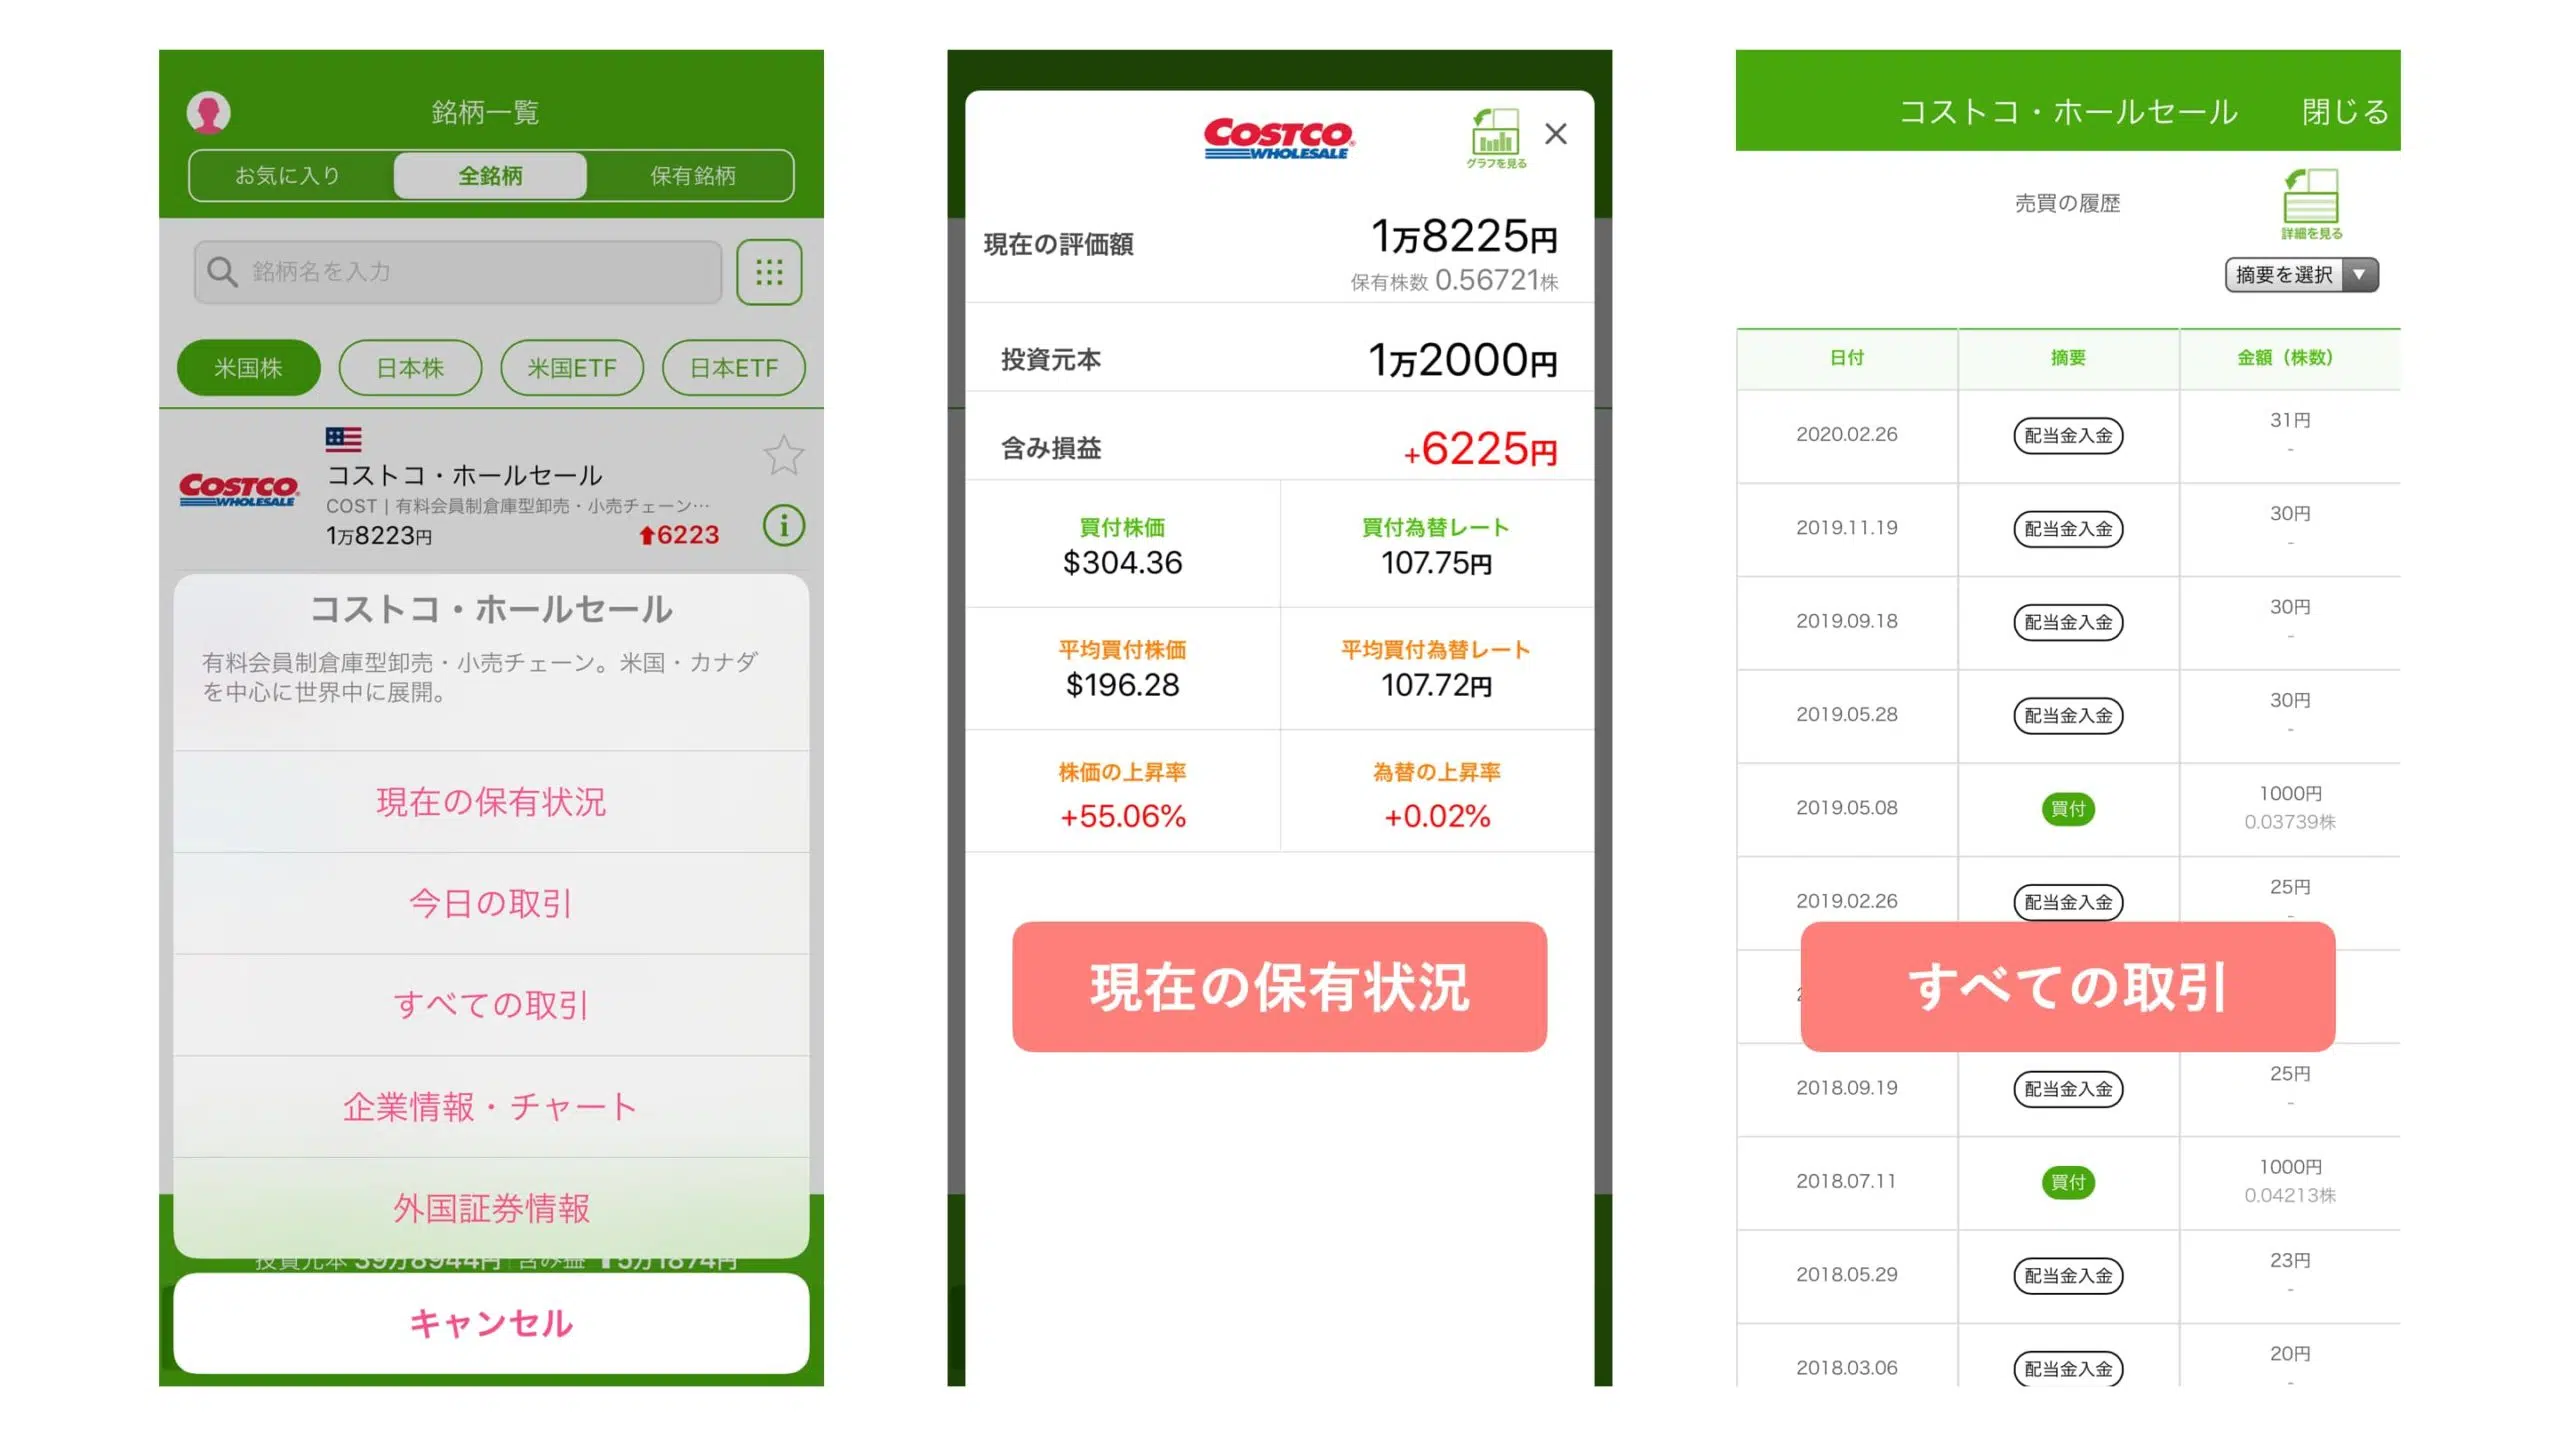 銘柄一覧
お気に入り 全銘柄 保有銘柄
銘柄名を入力
米国株 日本株 米国ETF 日本ETF
COSTCO WHOLESALE
コストコ・ホールセール
COST | 有料会員制倉庫型卸売・小売チェーン…
1万8223円 6223
コストコ・ホールセール
有料会員制倉庫型卸売・小売チェーン。米国・カナダ
を中心に世界中に展開。
現在の保有状況
今日の取引
すべての取引
企業情報・チャート
外国証券情報
投資元本 39万8944円 含み益 5万1874円
キャンセル
COSTCO WHOLESALE
グラフを見る
現在の評価額 1万8225円
保有株数 0.56721株
投資元本 1万2000円
含み損益 +6225円
買付株価 買付為替レート
$304.36 107.75円
平均買付株価 平均買付為替レート
$196.28 107.72円
株価の上昇率 為替の上昇率
+55.06% +0.02%
現在の保有状況
コストコ・ホールセール 閉じる
売買の履歴
詳細を見る
摘要を選択
日付 摘要 金額（株数）
2020.02.26 配当金入金 31円
-
2019.11.19 配当金入金 30円
-
2019.09.18 配当金入金 30円
-
2019.05.28 配当金入金 30円
-
2019.05.08 買付 1000円
0.03739株
2019.02.26 配当金入金 25円
-
すべての取引
2018.09.19 配当金入金 25円
-
2018.07.11 買付 1000円
0.04213株
2018.05.29 配当金入金 23円
-
2018.03.06 配当金入金 20円
-